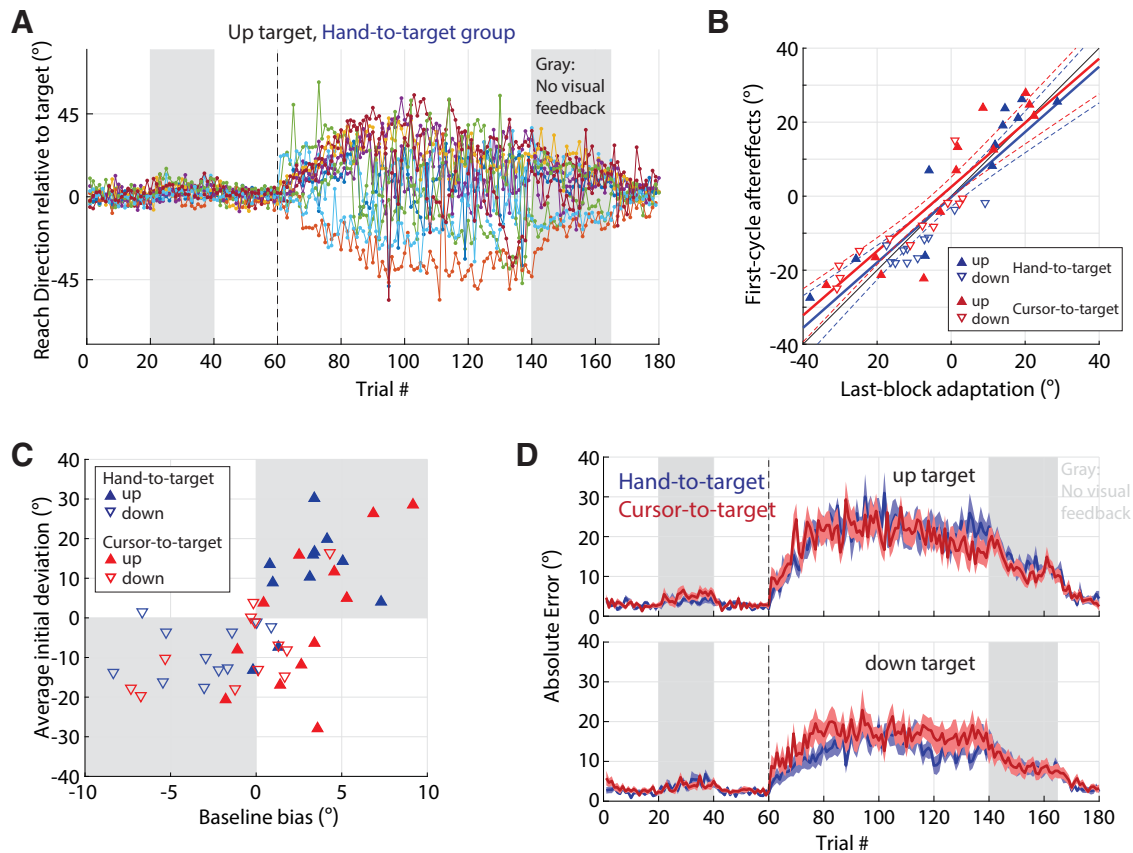 A
Up target, Hand-to-target group
Reach Direction relative to target (°)
45
0
-45
Gray:
No visual
feedback
0 20 40 60 80 100 120 140 160 180
Trial #
B
First-cycle aftereffects (°)
40
20
0
-20
-40
up
down
Hand-to-target
up
down
Cursor-to-target
-40 20 0 20 40
Last-block adaptation (°)
C
Average initial deviation (°)
40
30
20
10
0
-10
-20
-30
-40
Hand-to-target
up
down
Cursor-to-target
up
down
-10 -5 0 5 10
Baseline bias (°)
D
Absolute Error (°)
40
30
20
10
0
Hand-to-target
Cursor-to-target
up target
Gray:
No visual
feedback
40
30
20
10
0
down target
0 20 40 60 80 100 120 140 160 180
Trial #